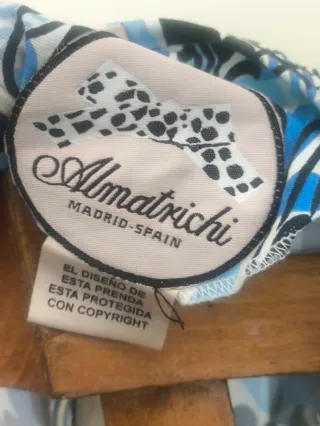 Almatrichi
MADRID-SPAIN
EL DISEÑO DE
ESTA PRENDA
ESTA PROTEGIDA
CON COPYRIGHT